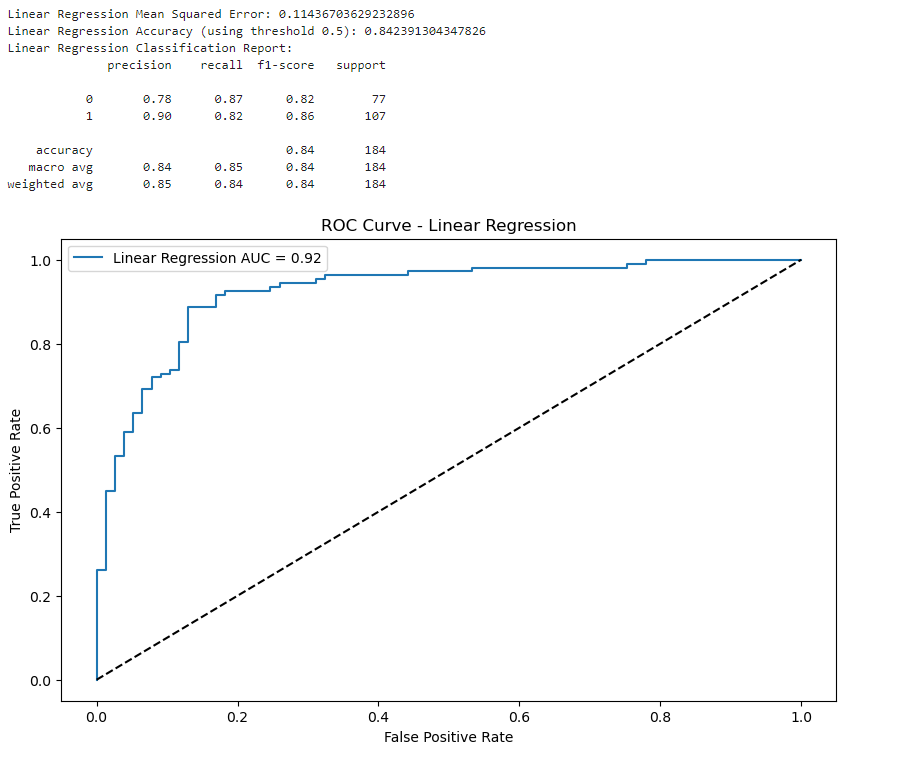 Linear Regression Mean Squared Error: 0.11436703629232896
Linear Regression Accuracy (using threshold 0.5): 0.842391304347826
Linear Regression Classification Report:
precision recall f1-score support
0 0.78 0.87 0.82 77
1 0.90 0.82 0.86 107
accuracy 0.84 184
macro avg 0.84 0.85 0.84 184
weighted avg 0.85 0.84 0.84 184
ROC Curve - Linear Regression
Linear Regression AUC = 0.92
True Positive Rate
1.0
0.8
0.6
0.4
0.2
0.0
0.0 0.2 0.4 0.6 0.8 1.0
False Positive Rate